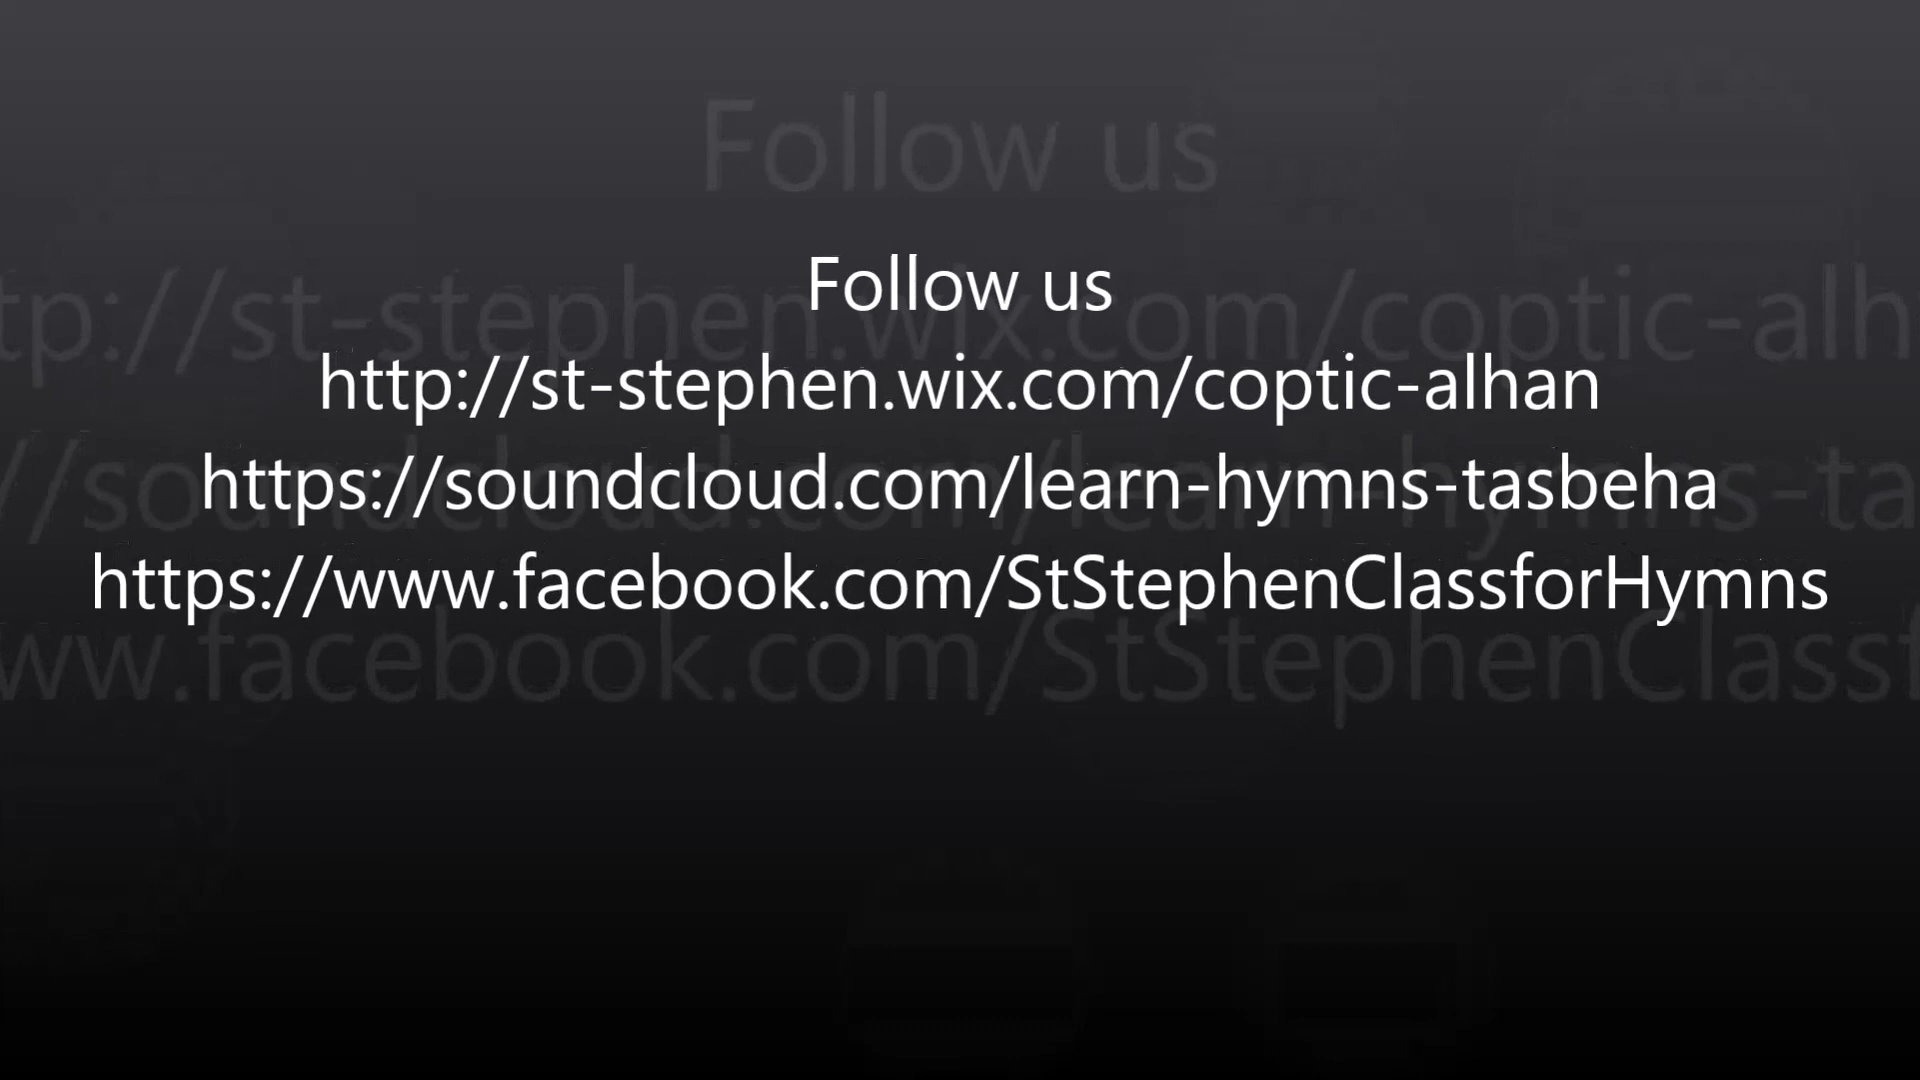 Follow us
http://st-stephen.wix.com/coptic-alhan
https://soundcloud.com/learn-hymns-tasbeha
https://www.facebook.com/StStephenClassforHymns